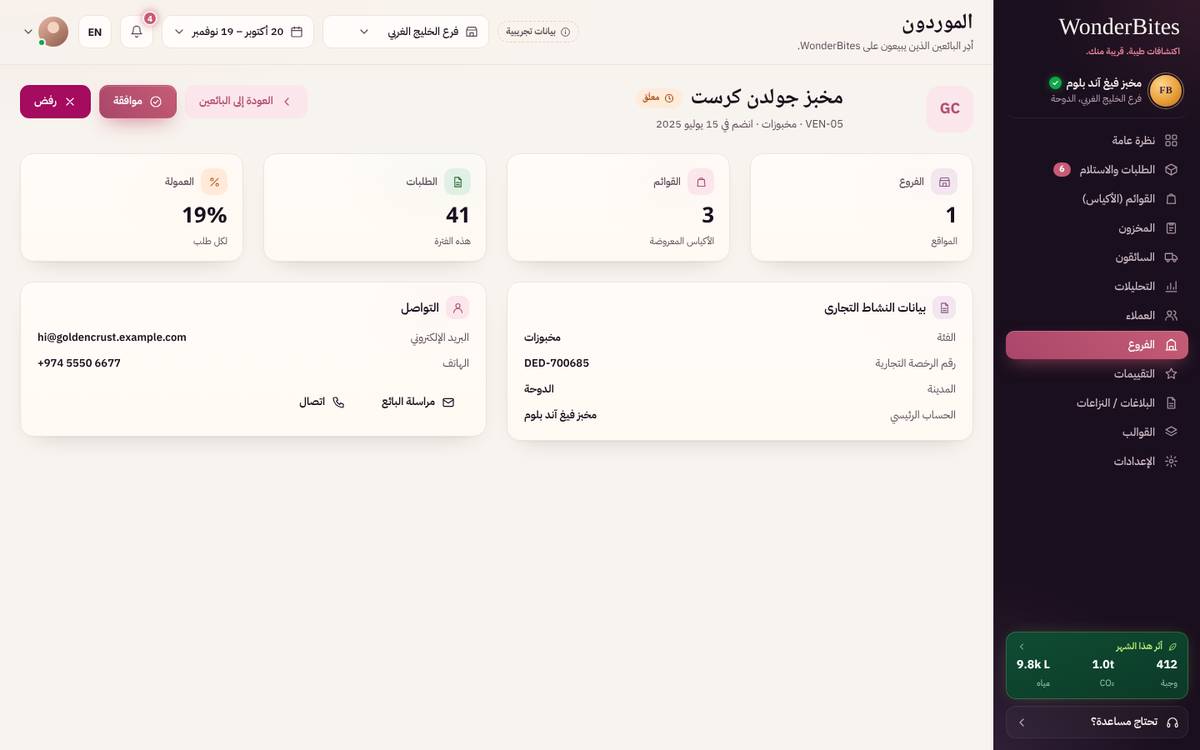 WonderBites
اكتشافات طيبة. قريبة منك.
FB
مخبز فيغ آند بلوم
فرع الخليج الغربي، الدوحة
نظرة عامة
الطلبات والاستلام
6
القوائم (الأكياس)
المخزون
السائقون
التحليلات
العملاء
الفروع
التقييمات
البلاغات / النزاعات
القوالب
الإعدادات
أثر هذا الشهر
412
1.0t
9.8k L
وجبة
CO₂
مياه
تحتاج مساعدة؟
الموردون
أدِر البائعين الذين يبيعون على WonderBites.
بيانات تجريبية
فرع الخليج الغربي
20 أكتوبر – 19 نوفمبر
4
EN
GC
مخبز جولدن كرست
معلق
VEN-05 · مخبوزات · انضم في 15 يوليو 2025
العودة إلى البائعين
موافقة
رفض
الفروع
1
المواقع
القوائم
3
الأكياس المعروضة
الطلبات
41
هذه الفترة
العمولة
19%
لكل طلب
بيانات النشاط التجاري
الفئة
مخبوزات
رقم الرخصة التجارية
DED-700685
المدينة
الدوحة
الحساب الرئيسي
مخبز فيغ آند بلوم
التواصل
البريد الإلكتروني
hi@goldencrust.example.com
الهاتف
+974 5550 6677
مراسلة البائع
اتصال